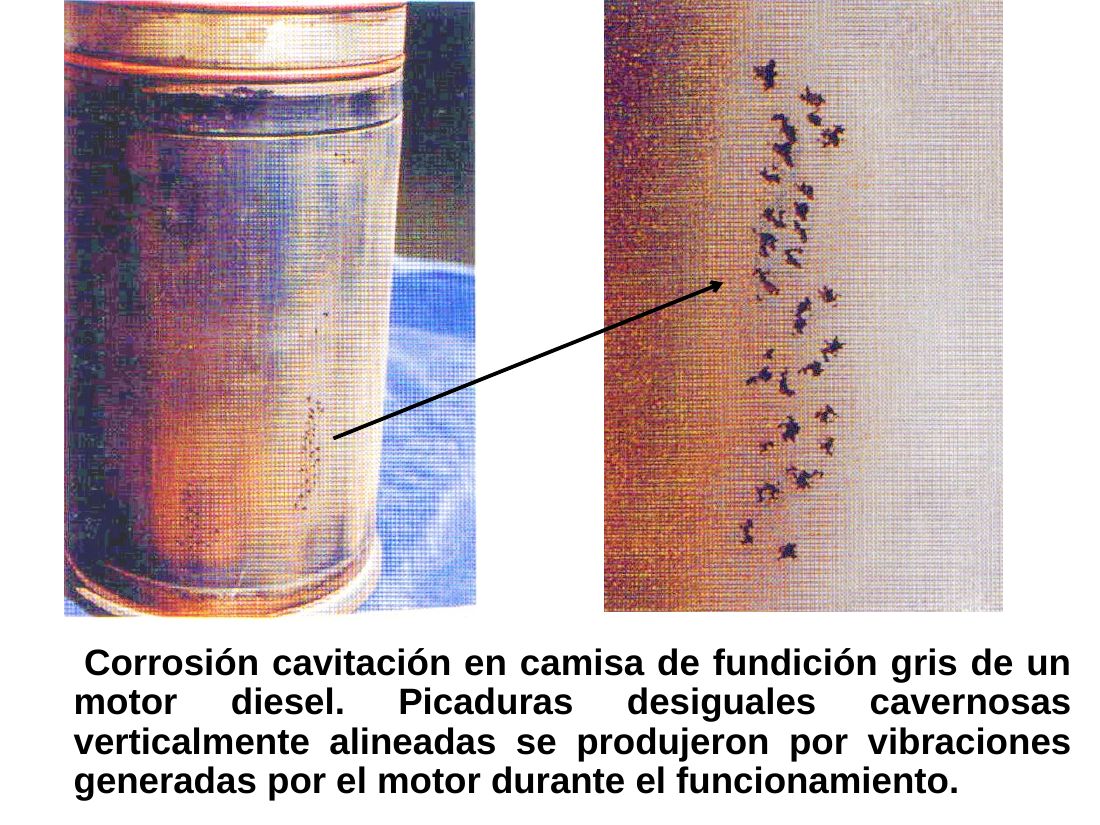 Corrosión cavitación en camisa de fundición gris de un
motor diesel. Picaduras desiguales cavernosas
verticalmente alineadas se produjeron por vibraciones
generadas por el motor durante el funcionamiento.